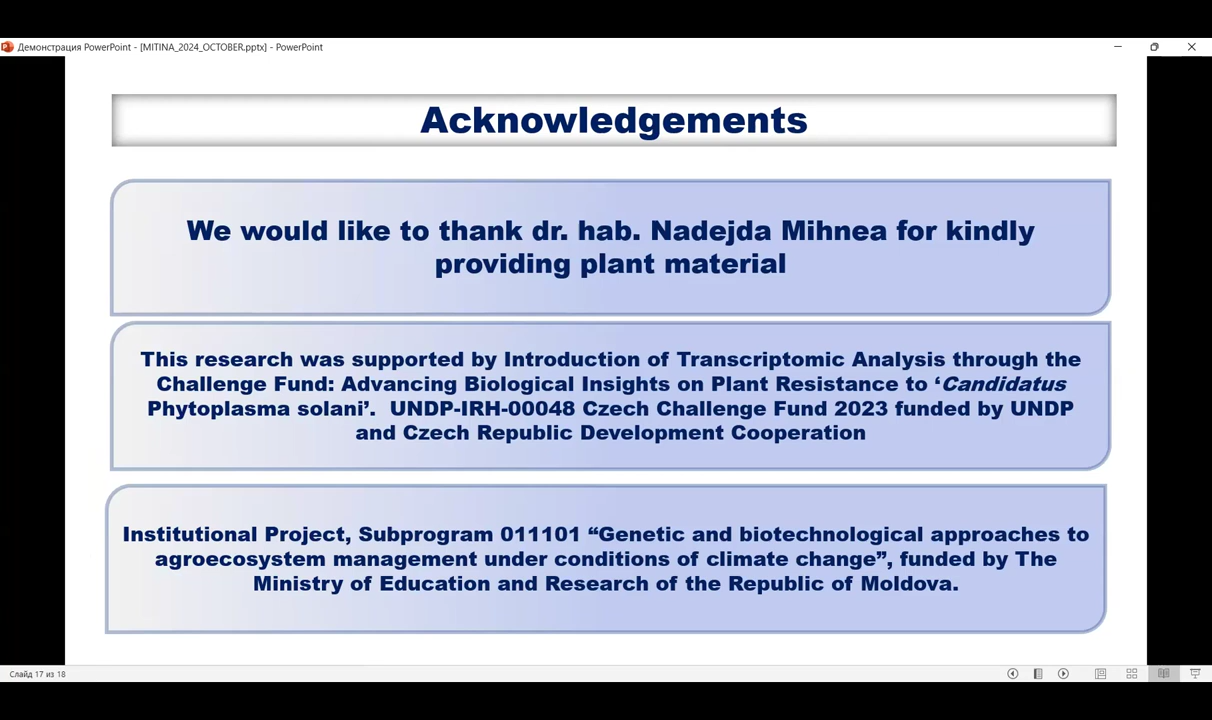 Демонстрация PowerPoint - [MITINA_2024_OCTOBER.pptx] - PowerPoint
Acknowledgements
We would like to thank dr. hab. Nadejda Mihnea for kindly
providing plant material
This research was supported by Introduction of Transcriptomic Analysis through the
Challenge Fund: Advancing Biological Insights on Plant Resistance to ‘Candidatus
Phytoplasma solani’. UNDP-IRH-00048 Czech Challenge Fund 2023 funded by UNDP
and Czech Republic Development Cooperation
Institutional Project, Subprogram 011101 “Genetic and biotechnological approaches to
agroecosystem management under conditions of climate change”, funded by The
Ministry of Education and Research of the Republic of Moldova.
Слайд 17 из 18